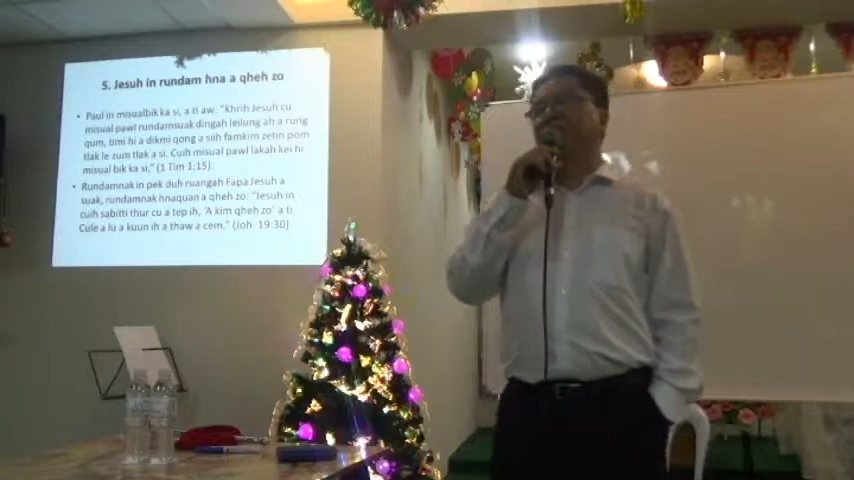 5. Jesuh in rundam hna a qheh zo
• Paul in misualbik ka si, a ti aw. "Khrih Jesuh cu
misual pawl rundamsuak dingah leilung ah a rung
qum, timi hi a dikmi qong a siih famkim zetin pom
tlak le zum tlak a si. Cuih misual pawl lakah kei hi
misual bik ka si," (1 Tim 1:15).
• Rundamnak in pek duh ruangah Fapa Jesuh a
suak, rundamnak hnaquan a qheh zo: "Jesuh in
cuih sabitti thur cu a tep ih, 'A kim qheh zo' a ti.
Cule a lu a kuun ih a thaw a cem," (Joh. 19:30).